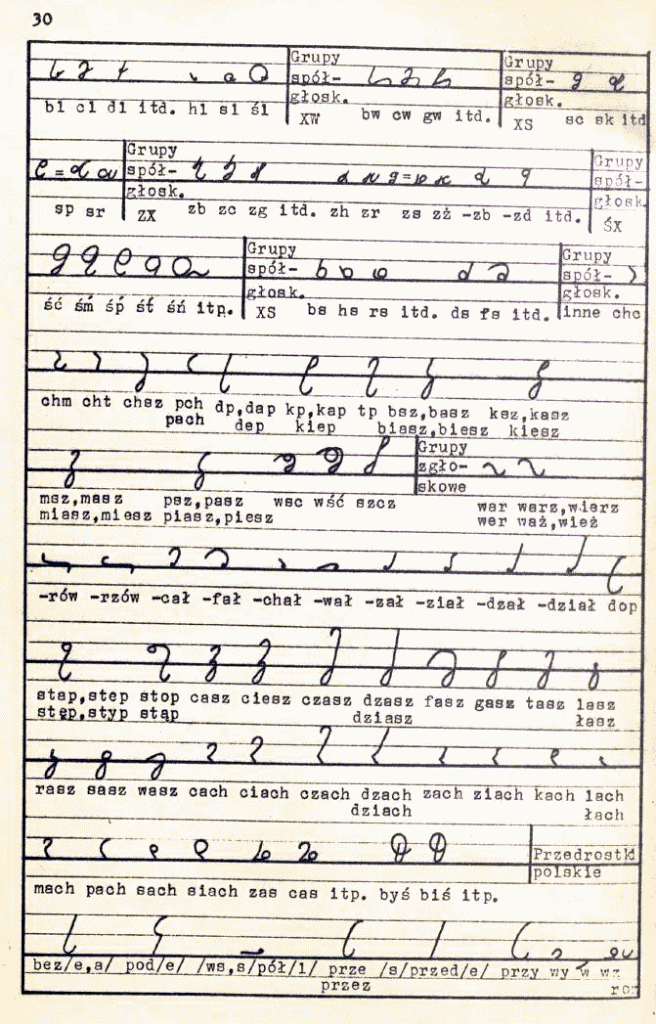 30
Grupy
spół-
głosk.
Grupy
spół-
głosk.
bl cl dl itd. hl sl śl XW bw cw gw itd. XS sc sk itd
Grupy
spół-
głosk.
Grupy
spół-
głosk.
sp sr ZX zb zc zg itd. zh zr zs zż -zb -zd itd. ŚX
Grupy
spół-
głosk.
Grupy
spół-
głosk.
ść śm śp śt śń itp. XS bs hs rs itd. ds fs itd. inne chc
chm cht chsz pch dp,dap kp,kap tp bsz,basz ksz,kasz
pach dep kiep biasz,biesz kiesz
Grupy
zgło-
skowe
msz,masz psz,pasz wsc wść szcz war warz,wierz
miasz,miesz piasz,piesz wer waż,wież
-rów -rzów -cał -fał -chał -wał -zał -ział -dzał -dział dop
stap,step stop casz ciesz czasz dzasz fasz gasz tasz lasz
stęp,styp stąp dziasz łasz
rasz sasz wasz cach ciach czach dzach zach ziach kach lach
dziach łach
Przedrostki
polskie
mach pach sach siach zas cas itp. byś biś itp.
bez/e,a/ pod/e/ /ws,s/pół/l/ prze /s/przed/e/ przy wy w wz
przez roz